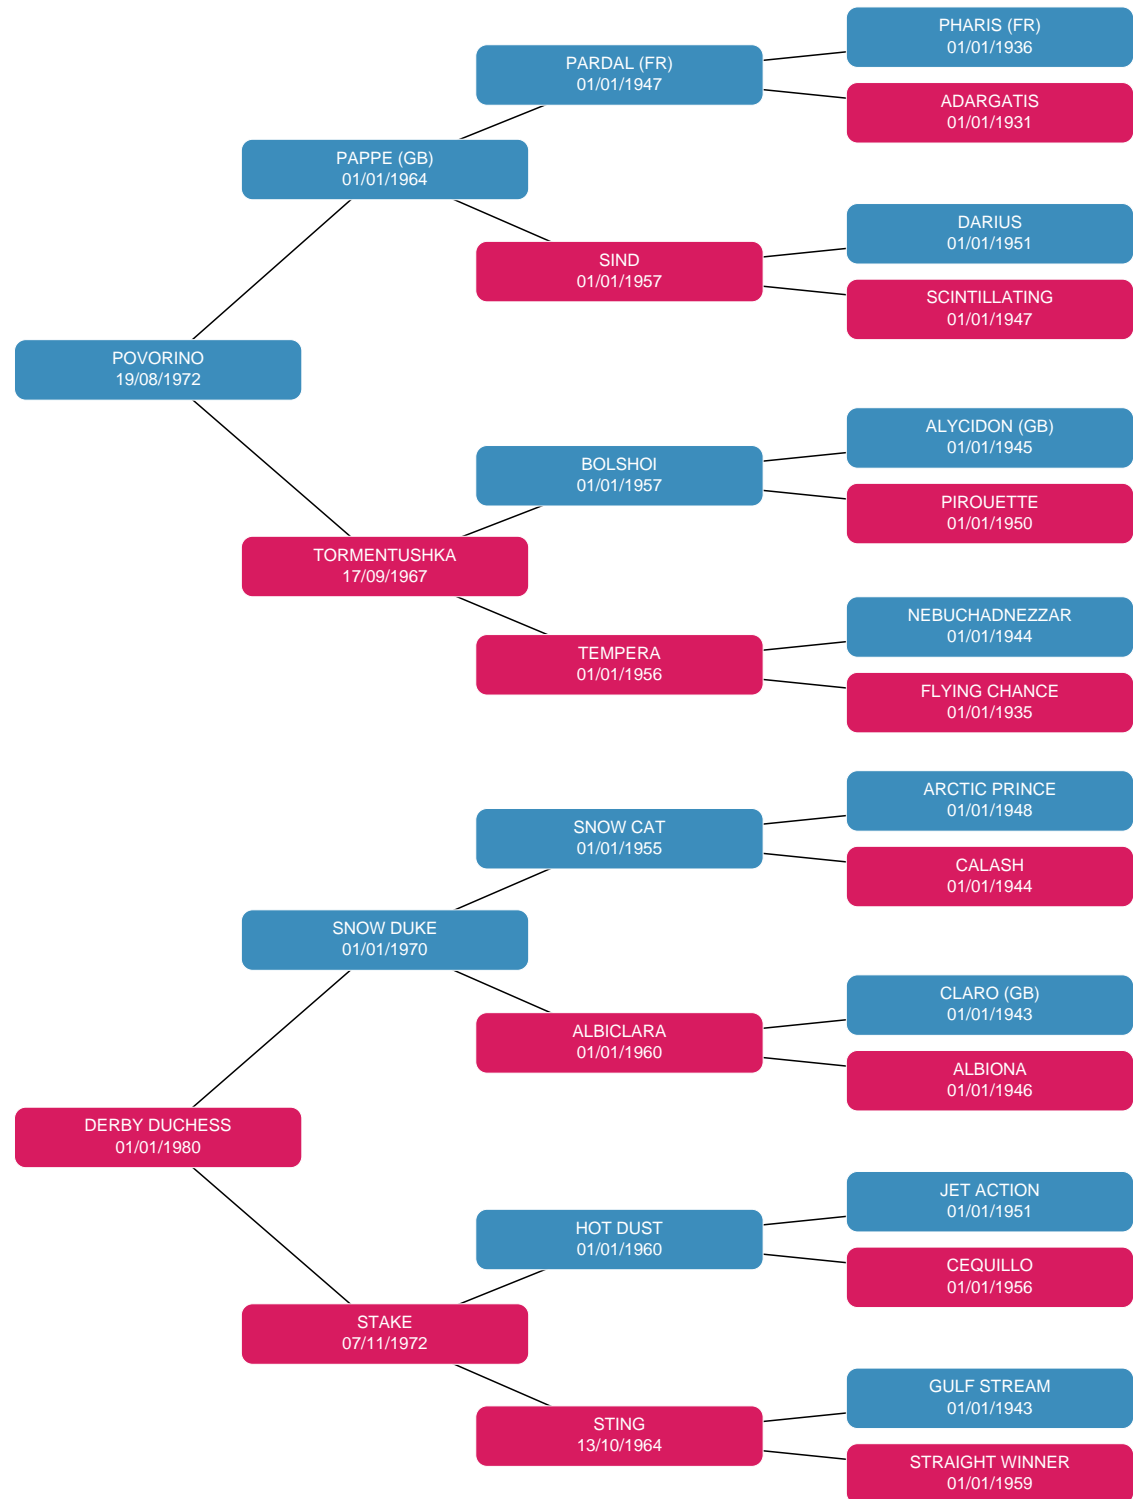 PHARIS (FR)
01/01/1936
PARDAL (FR)
01/01/1947
ADARGATIS
01/01/1931
PAPPE (GB)
01/01/1964
DARIUS
01/01/1951
SIND
01/01/1957
SCINTILLATING
01/01/1947
POVORINO
19/08/1972
ALYCIDON (GB)
01/01/1945
BOLSHOI
01/01/1957
PIROUETTE
01/01/1950
TORMENTUSHKA
17/09/1967
NEBUCHADNEZZAR
01/01/1944
TEMPERA
01/01/1956
FLYING CHANCE
01/01/1935
ARCTIC PRINCE
01/01/1948
SNOW CAT
01/01/1955
CALASH
01/01/1944
SNOW DUKE
01/01/1970
CLARO (GB)
01/01/1943
ALBICLARA
01/01/1960
ALBIONA
01/01/1946
DERBY DUCHESS
01/01/1980
JET ACTION
01/01/1951
HOT DUST
01/01/1960
CEQUILLO
01/01/1956
STAKE
07/11/1972
GULF STREAM
01/01/1943
STING
13/10/1964
STRAIGHT WINNER
01/01/1959